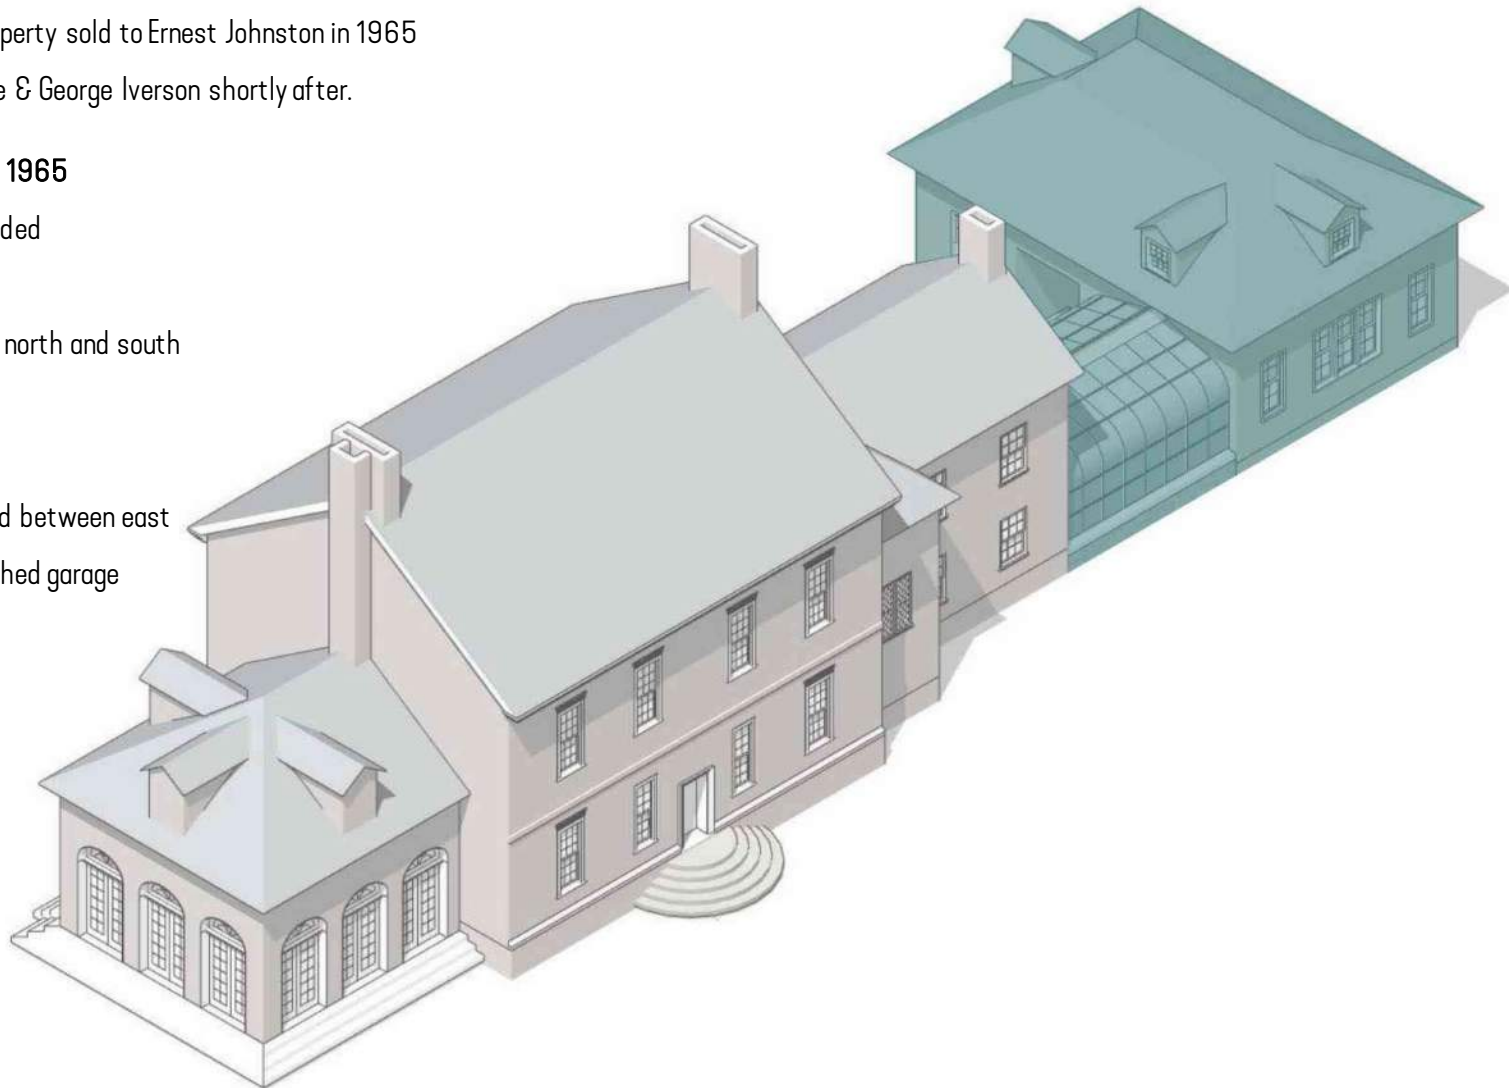 perty sold to Ernest Johnston in 1965
e & George Iverson shortly after.
1965
ded
north and south
d between east
hed garage